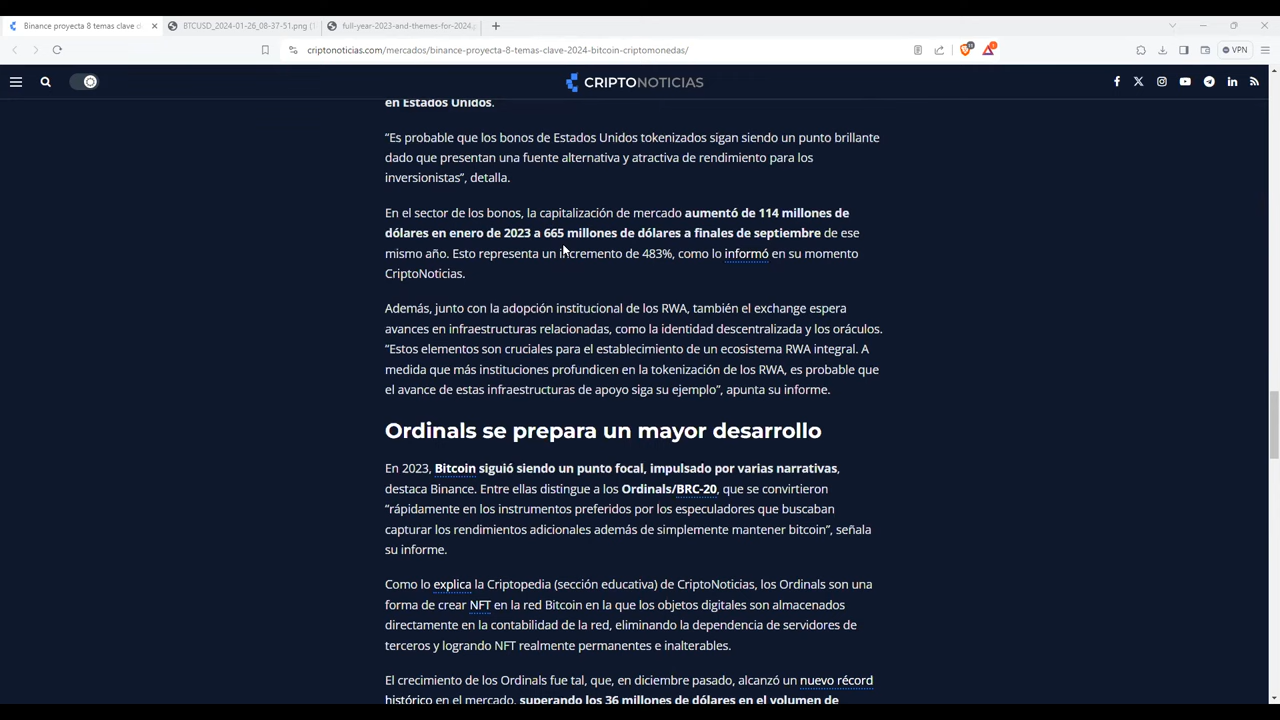 Binance proyecta 8 temas clave d
BTCUSD_2024-01-26_08-37-51.png (1
full-year-2023-and-themes-for-2024.p
criptonoticias.com/mercados/binance-proyecta-8-temas-clave-2024-bitcoin-criptomonedas/
VPN
CRIPTONOTICIAS
en Estados Unidos.
“Es probable que los bonos de Estados Unidos tokenizados sigan siendo un punto brillante
dado que presentan una fuente alternativa y atractiva de rendimiento para los
inversionistas”, detalla.
En el sector de los bonos, la capitalización de mercado aumentó de 114 millones de
dólares en enero de 2023 a 665 millones de dólares a finales de septiembre de ese
mismo año. Esto representa un incremento de 483%, como lo informó en su momento
CriptoNoticias.
Además, junto con la adopción institucional de los RWA, también el exchange espera
avances en infraestructuras relacionadas, como la identidad descentralizada y los oráculos.
“Estos elementos son cruciales para el establecimiento de un ecosistema RWA integral. A
medida que más instituciones profundicen en la tokenización de los RWA, es probable que
el avance de estas infraestructuras de apoyo siga su ejemplo”, apunta su informe.
Ordinals se prepara un mayor desarrollo
En 2023, Bitcoin siguió siendo un punto focal, impulsado por varias narrativas,
destaca Binance. Entre ellas distingue a los Ordinals/BRC-20, que se convirtieron
“rápidamente en los instrumentos preferidos por los especuladores que buscaban
capturar los rendimientos adicionales además de simplemente mantener bitcoin”, señala
su informe.
Como lo explica la Criptopedia (sección educativa) de CriptoNoticias, los Ordinals son una
forma de crear NFT en la red Bitcoin en la que los objetos digitales son almacenados
directamente en la contabilidad de la red, eliminando la dependencia de servidores de
terceros y logrando NFT realmente permanentes e inalterables.
El crecimiento de los Ordinals fue tal, que, en diciembre pasado, alcanzó un nuevo récord
histórico en el mercado, superando los 36 millones de dólares en el volumen de